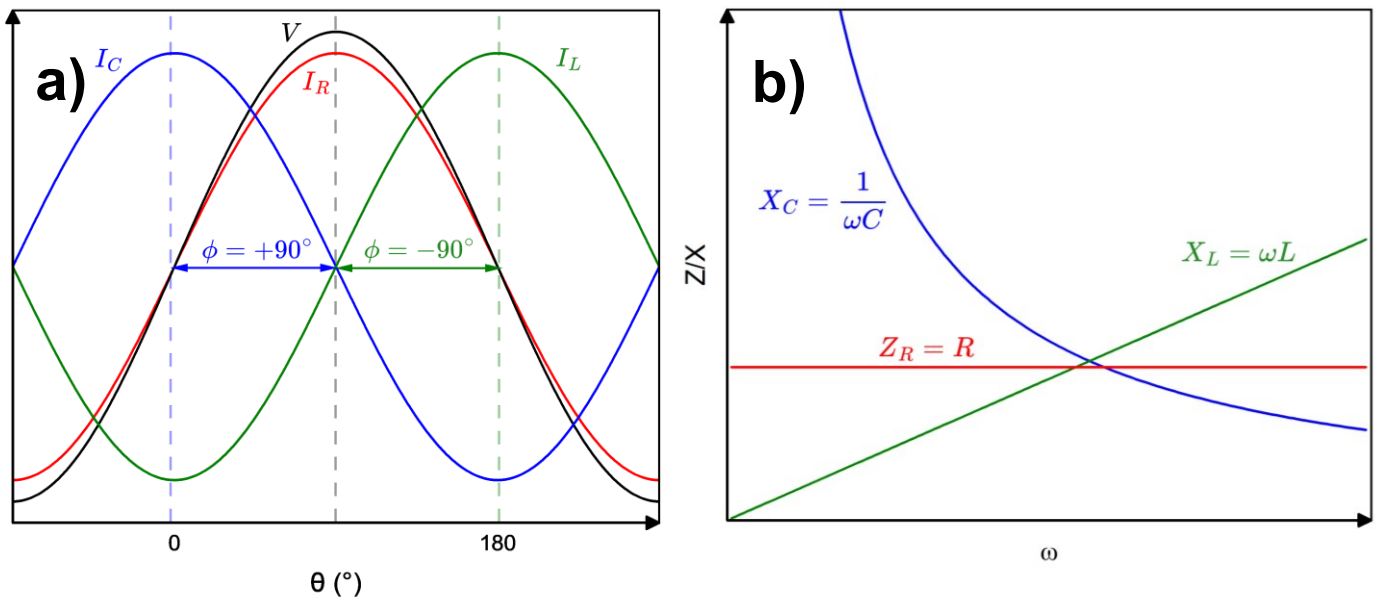 a)
I_C
V
I_R
I_L
ϕ = +90°
ϕ = −90°
0
180
θ (°)
b)
Z/X
X_C = 1/ωC
X_L = ωL
Z_R = R
ω